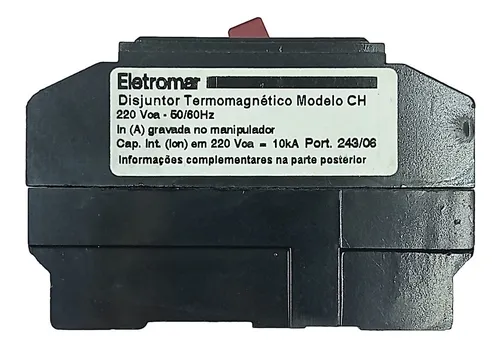 Eletromar
Disjuntor Termomagnético Modelo CH
220 Vca - 50/60Hz
In (A) gravada no manipulador
Cap. Int. (Icn) em 220 Vca = 10kA Port. 243/06
Informações complementares na parte posterior